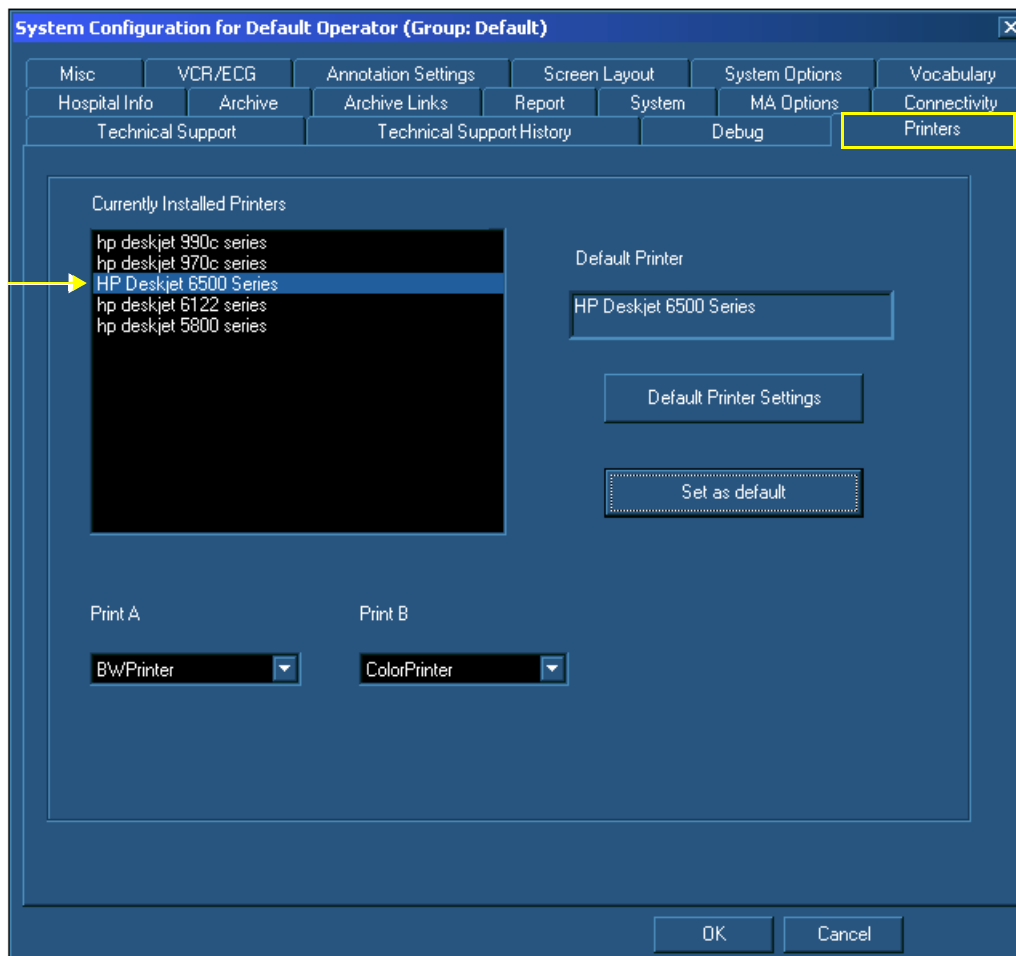 System Configuration for Default Operator (Group: Default)
Misc VCR/ECG Annotation Settings Screen Layout System Options Vocabulary
Hospital Info Archive Archive Links Report System MA Options Connectivity
Technical Support Technical Support History Debug Printers
Currently Installed Printers
hp deskjet 990c series
hp deskjet 970c series
HP Deskjet 6500 Series
hp deskjet 6122 series
hp deskjet 5800 series
Default Printer
HP Deskjet 6500 Series
Default Printer Settings
Set as default
Print A Print B
BWPrinter ColorPrinter
OK Cancel